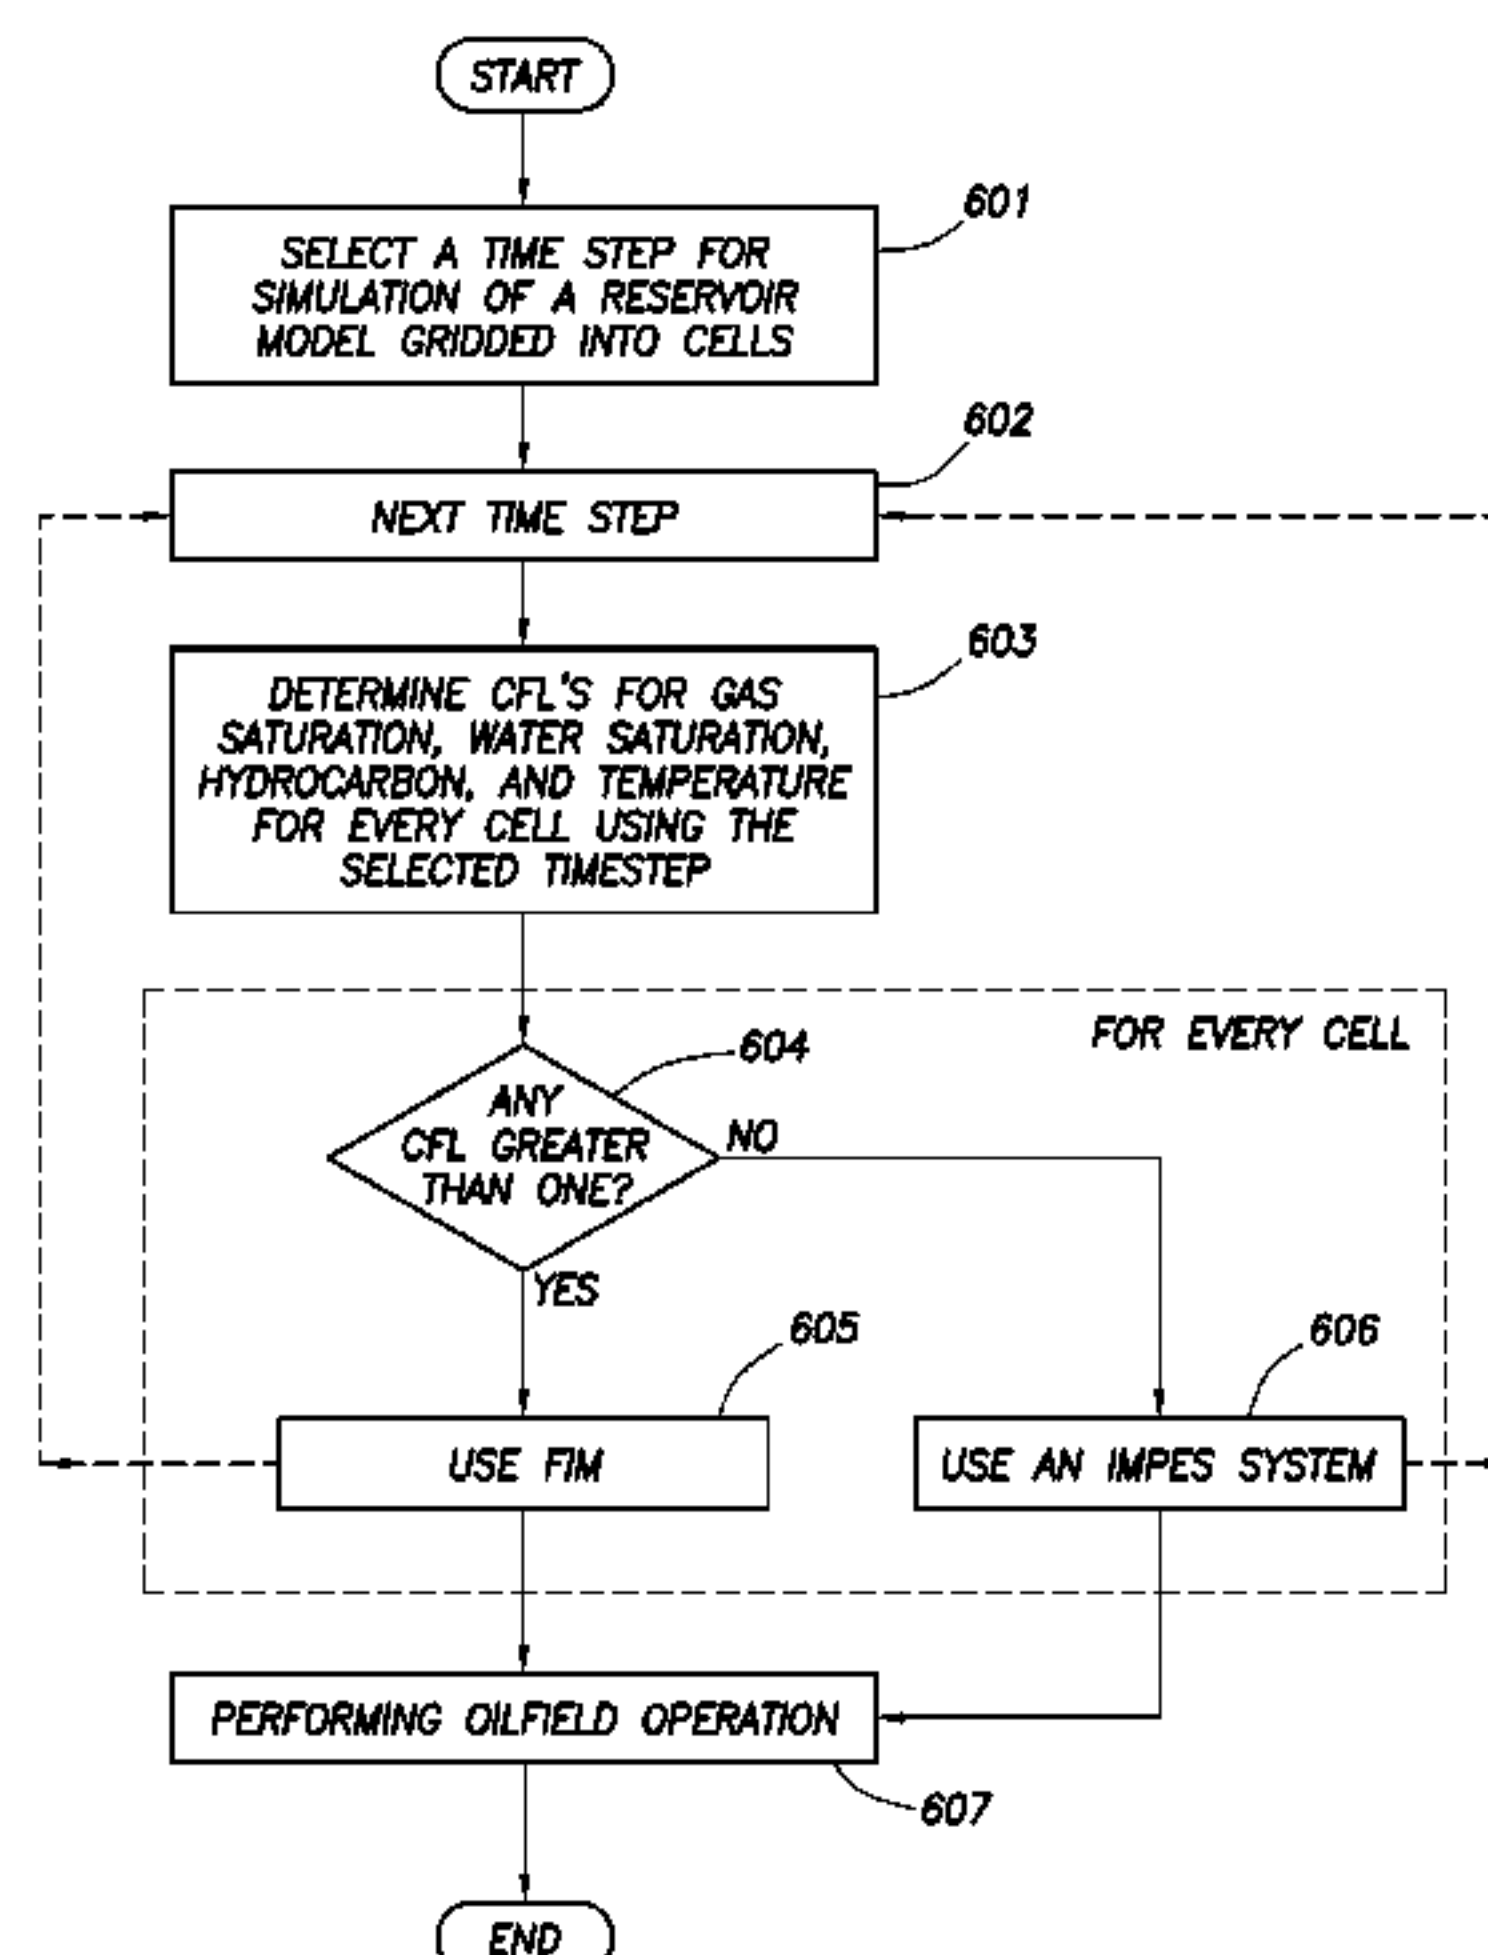 START
601
SELECT A TIME STEP FOR
SIMULATION OF A RESERVOIR
MODEL GRIDDED INTO CELLS
602
NEXT TIME STEP
603
DETERMINE CFL'S FOR GAS
SATURATION, WATER SATURATION,
HYDROCARBON, AND TEMPERATURE
FOR EVERY CELL USING THE
SELECTED TIMESTEP
FOR EVERY CELL
604
ANY
CFL GREATER
THAN ONE?
NO
YES
605
606
USE FIM
USE AN IMPES SYSTEM
PERFORMING OILFIELD OPERATION
607
END